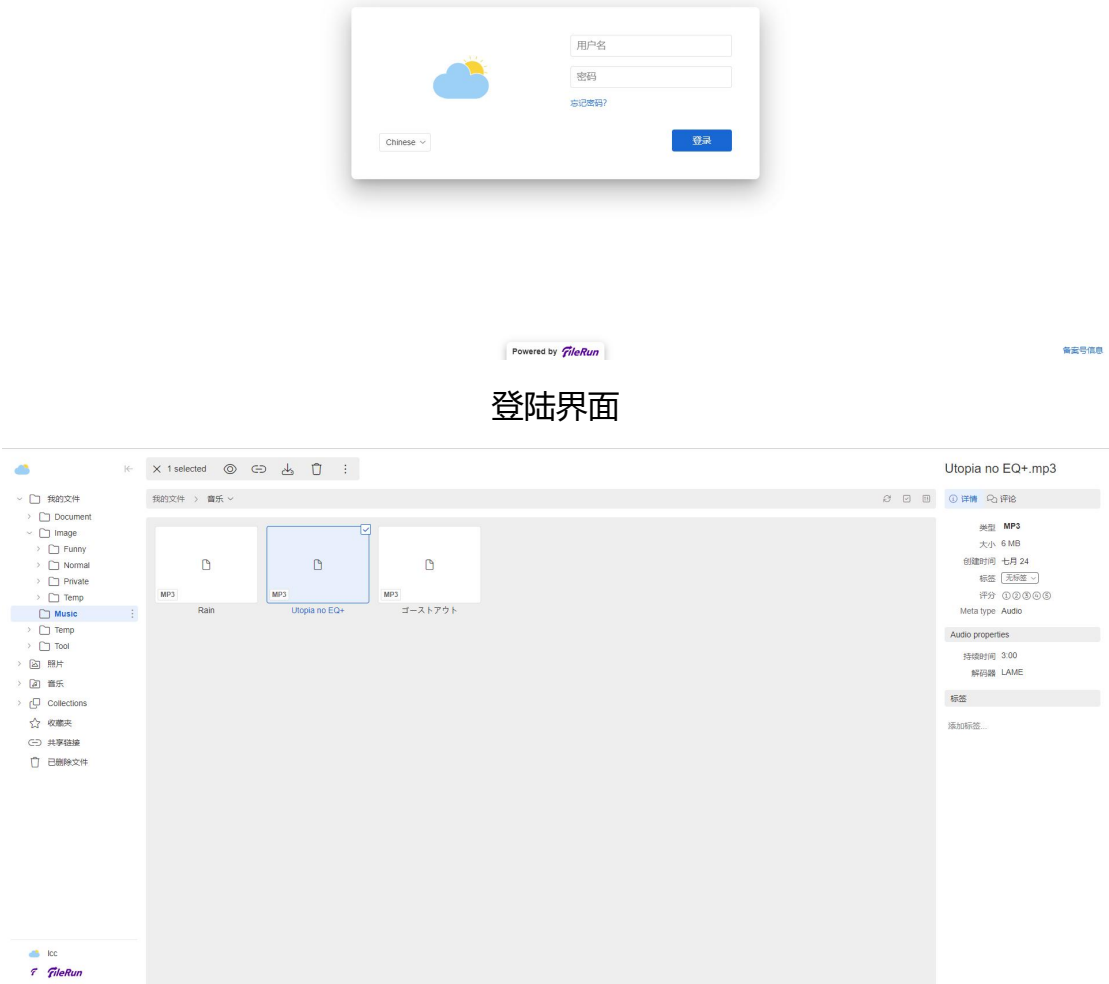 用户名
密码
忘记密码?
Chinese
登录
Powered by FileRun
备案号信息
登陆界面
1 selected
Utopia no EQ+.mp3
我的文件
Document
Image
Funny
Normal
Private
Temp
Music
Temp
Tool
照片
音乐
Collections
收藏夹
共享链接
已删除文件
lcc
FileRun
我的文件 > 音乐
MP3
Rain
MP3
Utopia no EQ+
MP3
ゴーストアウト
详情 评论
类型 MP3
大小 6 MB
创建时间 七月 24
标签 无标签
评分 ①②③④⑤
Meta type Audio
Audio properties
持续时间 3:00
解码器 LAME
标签
添加标签...